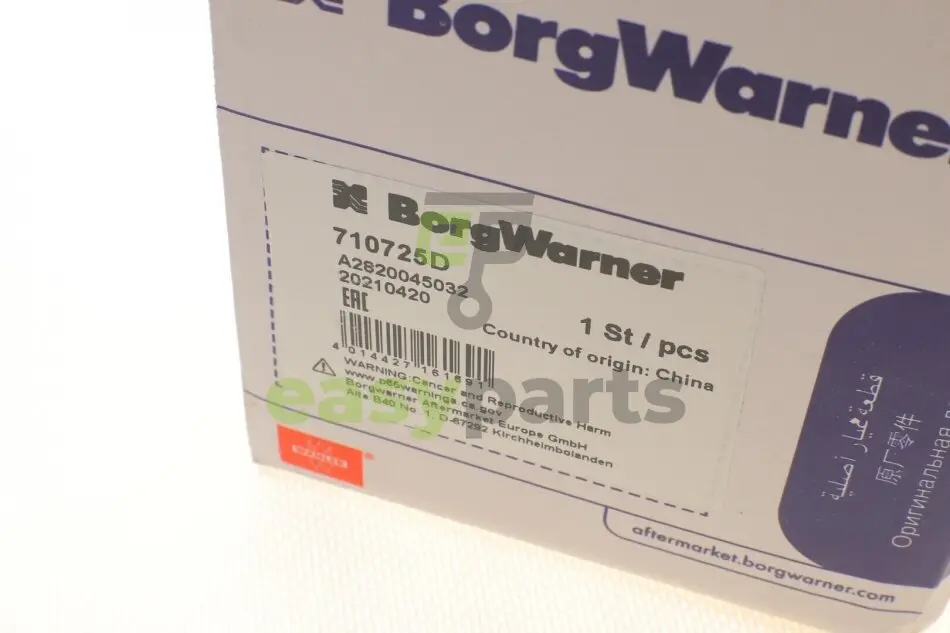 BorgWarner
BorgWarner
710725D
A2820045032
20210420
EAC
1 St / pcs
Country of origin: China
4 014427 161691
WARNING:Cancer and Reproductive Harm
www.p65warnings.ca.gov
Borgwarner Aftermarket Europe GmbH
Alte B40 No. 1, D-67292 Kirchheimbolanden
easyparts
WAHLER
قطعة غيار أصلية
原厂零件
Оригинальная
aftermarket.borgwarner.com